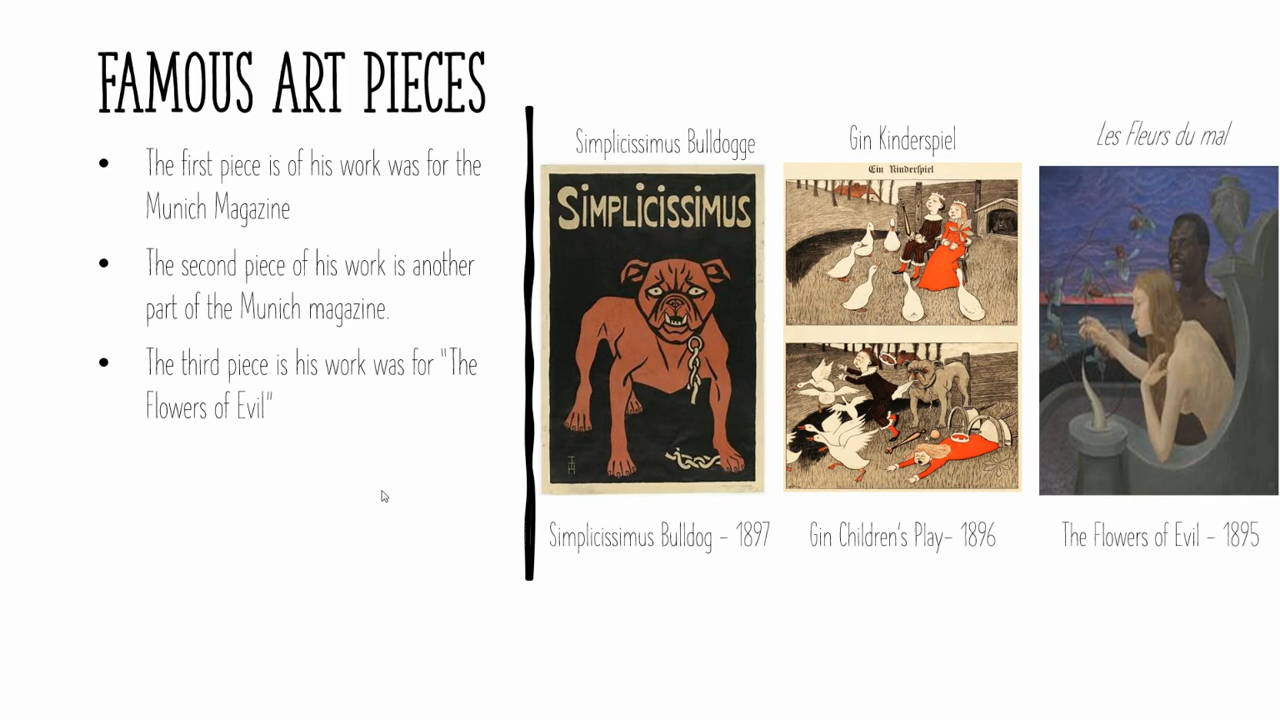 FAMOUS ART PIECES
• The first piece is of his work was for the
Munich Magazine
• The second piece of his work is another
part of the Munich magazine.
• The third piece is his work was for "The
Flowers of Evil"
Simplicissimus Bulldogge
SIMPLICISSIMUS
Simplicissimus Bulldog - 1897
Gin Kinderspiel
Ein Kinderspiel
Gin Children's Play- 1896
Les Fleurs du mal
The Flowers of Evil - 1895